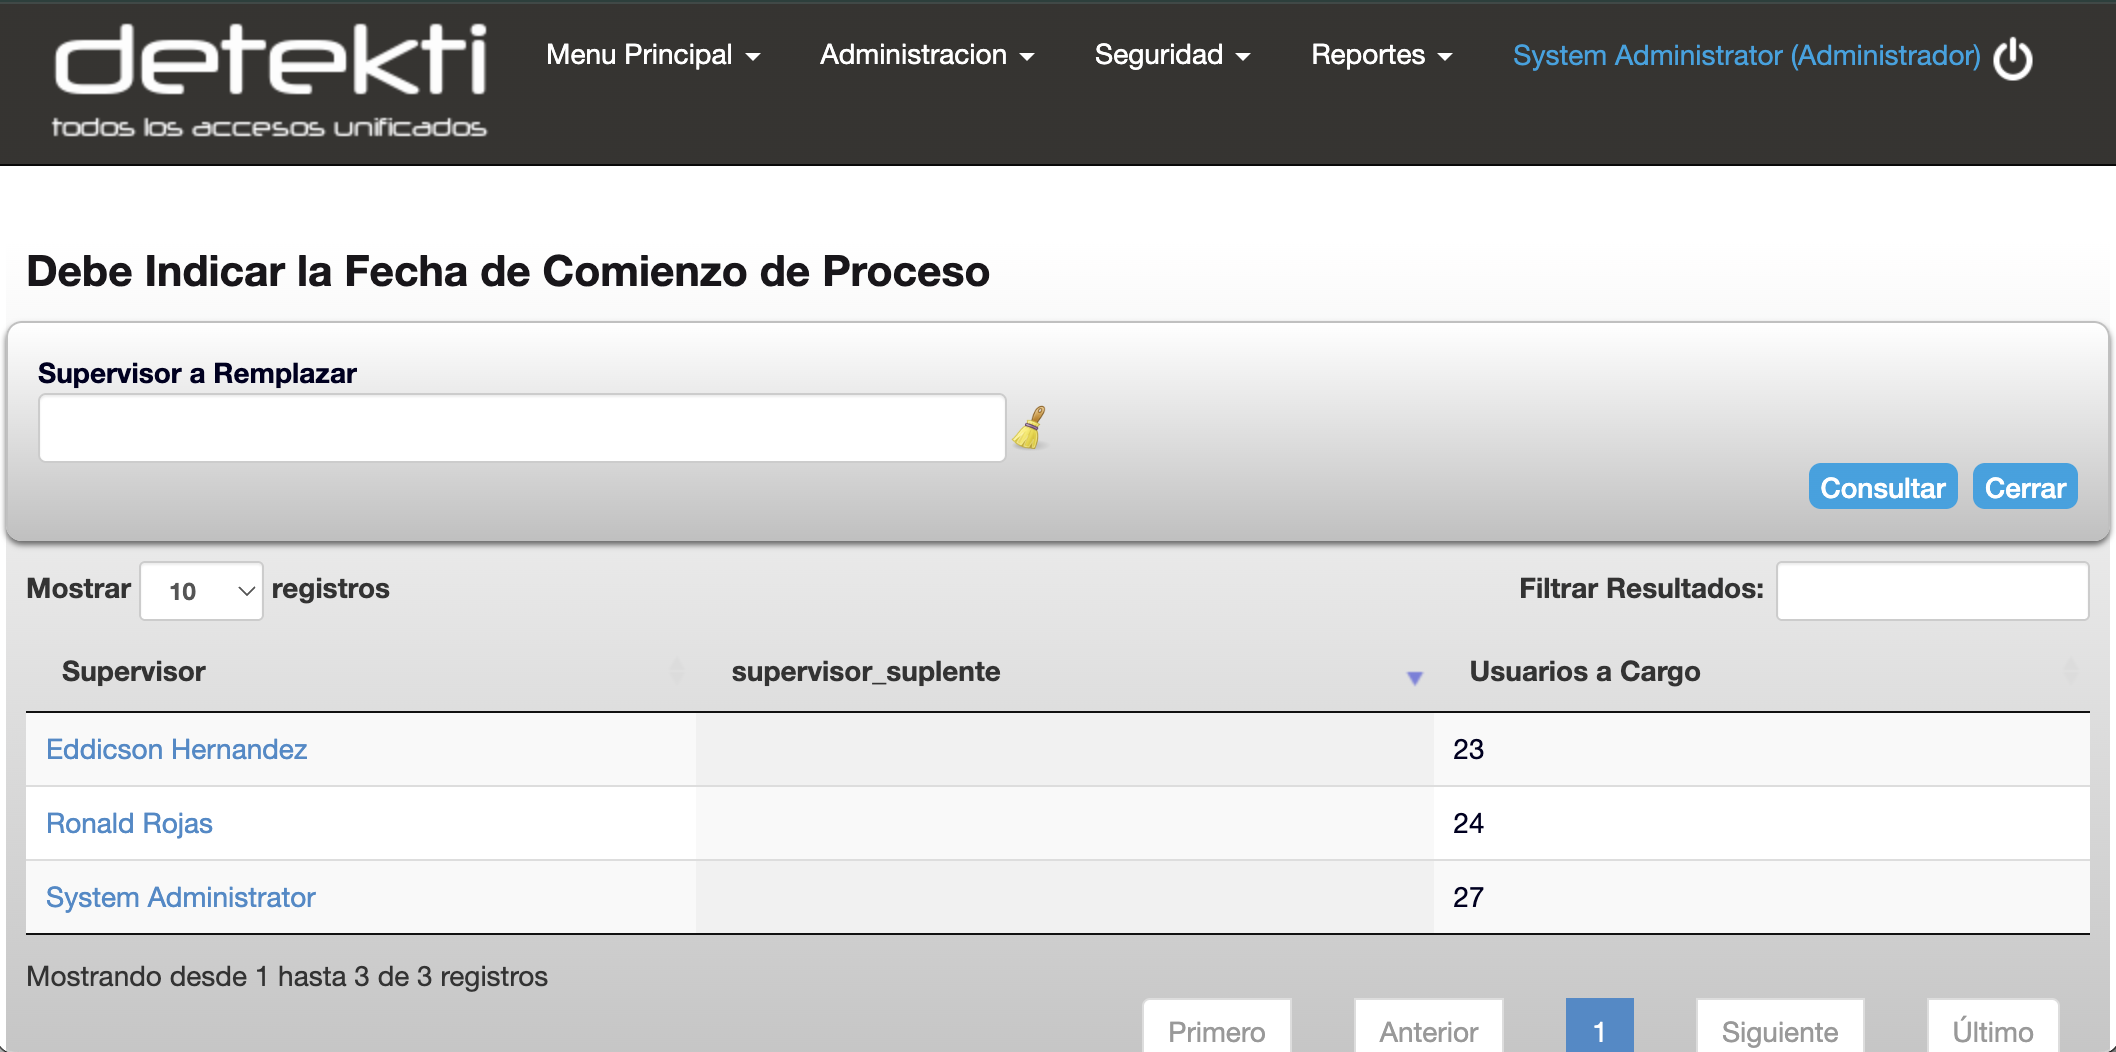 detekti
todos los accesos unificados
Menu Principal Administracion Seguridad Reportes System Administrator (Administrador)
Debe Indicar la Fecha de Comienzo de Proceso
Supervisor a Remplazar
Consultar Cerrar
Mostrar 10 registros Filtrar Resultados:
Supervisor supervisor_suplente Usuarios a Cargo
Eddicson Hernandez 23
Ronald Rojas 24
System Administrator 27
Mostrando desde 1 hasta 3 de 3 registros
Primero Anterior 1 Siguiente Último